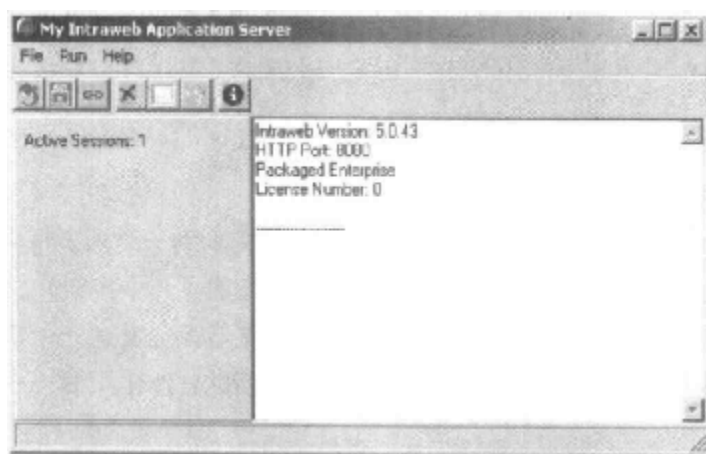 My Intraweb Application Server
File Run Help
Active Sessions: 1
Intraweb Version: 5.0.43
HTTP Port: 8080
Packaged Enterprise
License Number: 0